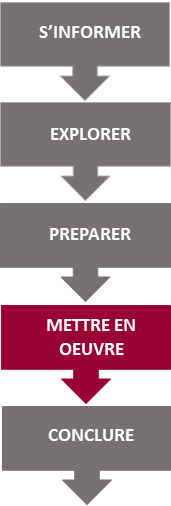 S’INFORMER
EXPLORER
PREPARER
METTRE EN
OEUVRE
CONCLURE